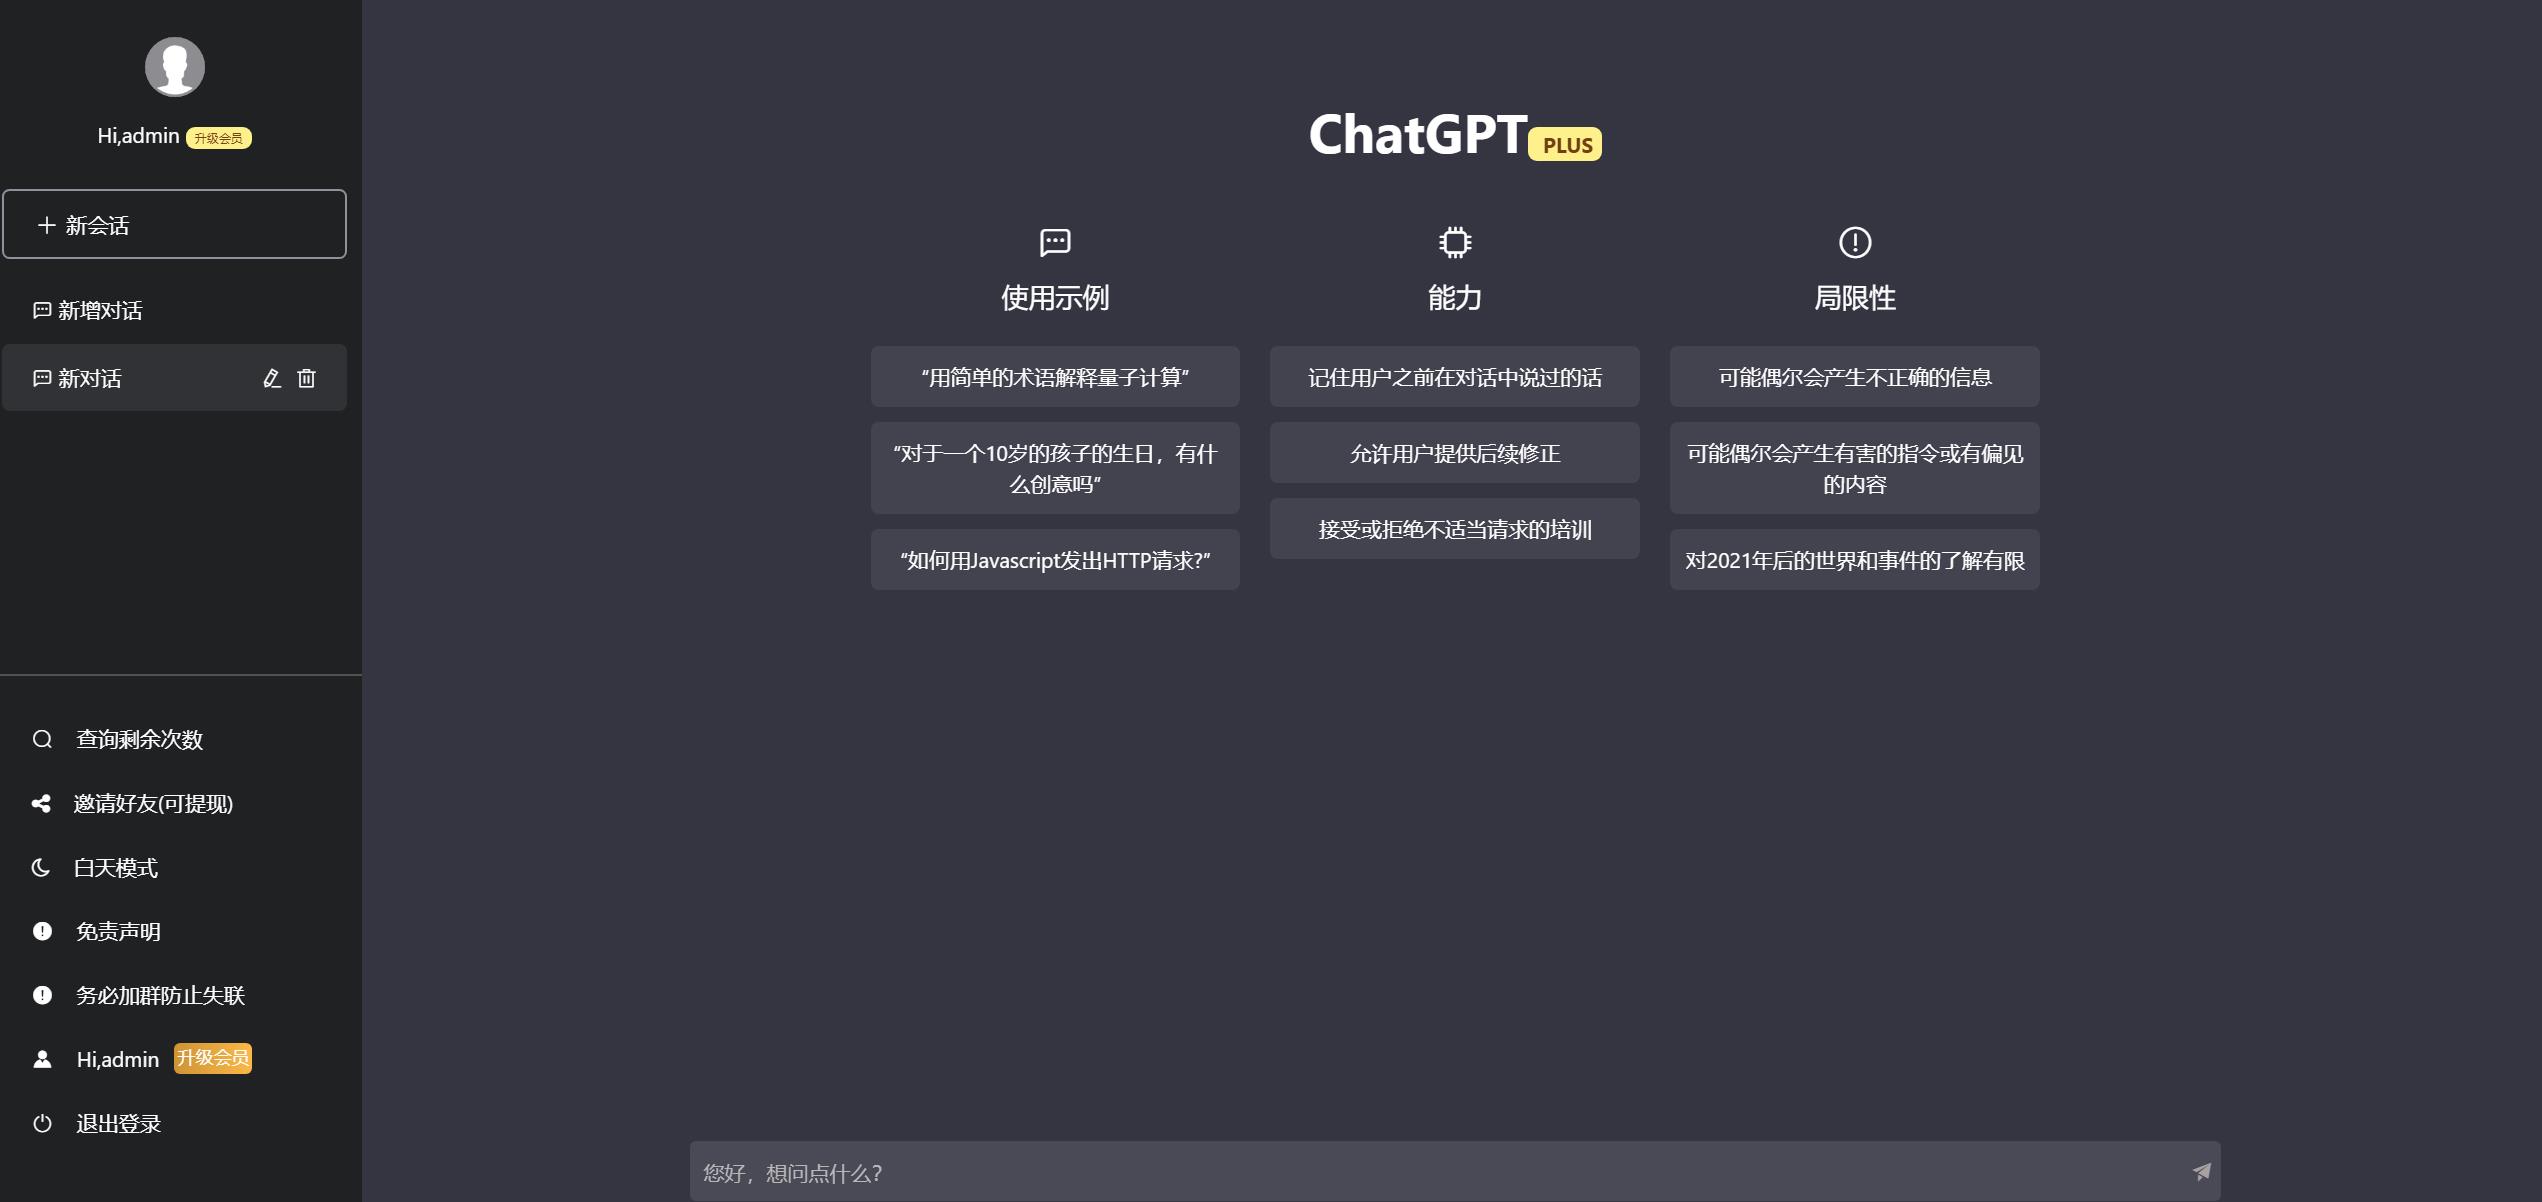 Hi,admin 升级会员
新会话
新增对话
新对话
查询剩余次数
邀请好友(可提现)
白天模式
免责声明
务必加群防止失联
Hi,admin 升级会员
退出登录
ChatGPT PLUS
使用示例
“用简单的术语解释量子计算”
“对于一个10岁的孩子的生日，有什
么创意吗”
“如何用Javascript发出HTTP请求?”
能力
记住用户之前在对话中说过的话
允许用户提供后续修正
接受或拒绝不适当请求的培训
局限性
可能偶尔会产生不正确的信息
可能偶尔会产生有害的指令或有偏见
的内容
对2021年后的世界和事件的了解有限
您好，想问点什么?